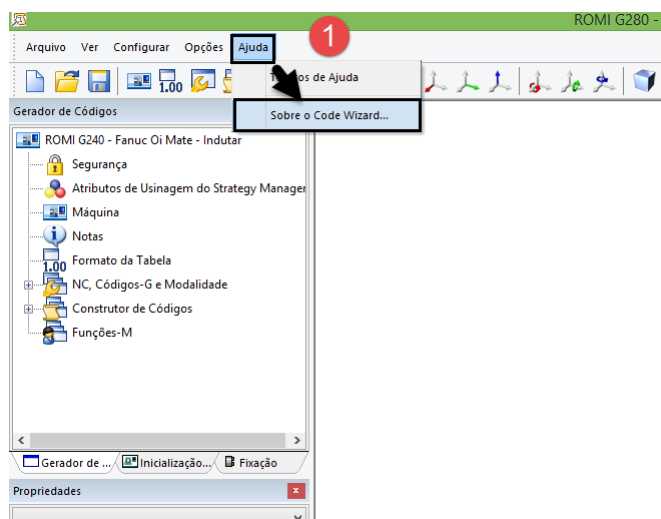 ROMI G280 -
Arquivo Ver Configurar Opções Ajuda
1
de Ajuda
1.00
Gerador de Códigos
Sobre o Code Wizard...
ROMI G240 - Fanuc Oi Mate - Indutar
Segurança
Atributos de Usinagem do Strategy Manager
Máquina
Notas
1.00 Formato da Tabela
NC, Códigos-G e Modalidade
Construtor de Códigos
Funções-M
Gerador de ... Inicialização... Fixação
Propriedades
x